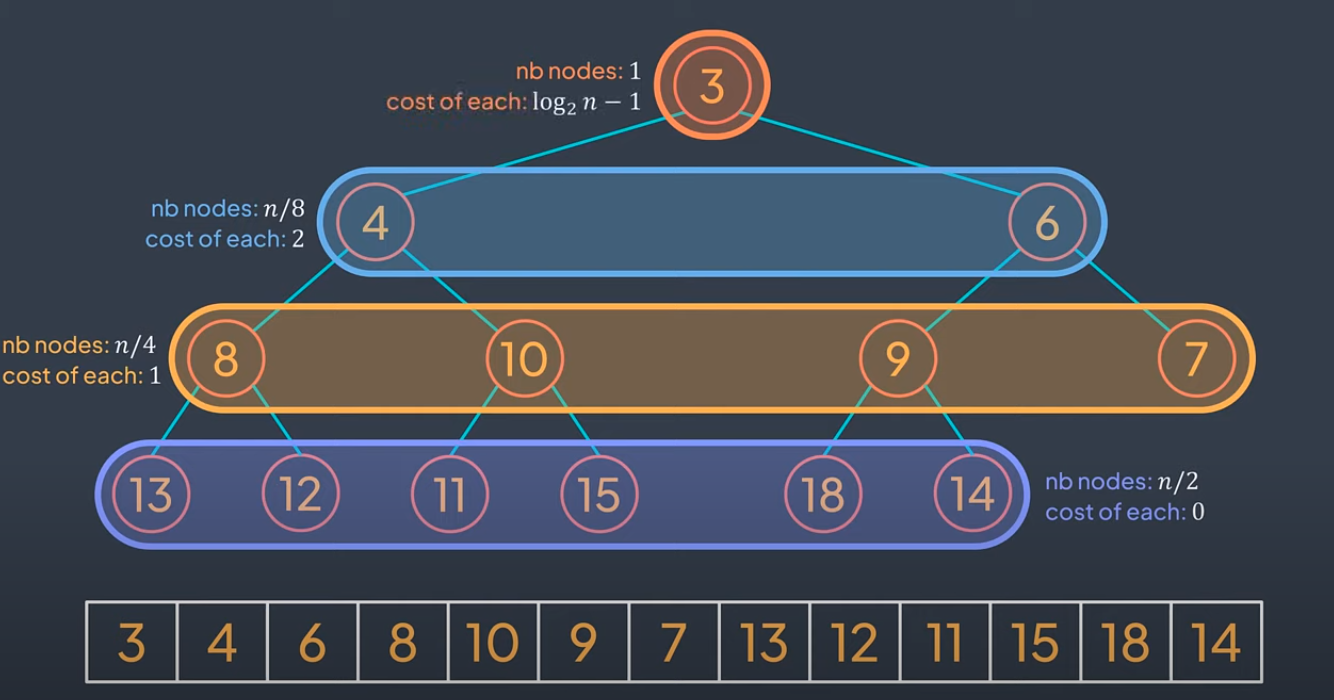 nb nodes: 1
cost of each: log₂ n − 1
3
nb nodes: n/8
cost of each: 2
4 6
nb nodes: n/4
cost of each: 1
8 10 9 7
13 12 11 15 18 14
nb nodes: n/2
cost of each: 0
3 4 6 8 10 9 7 13 12 11 15 18 14